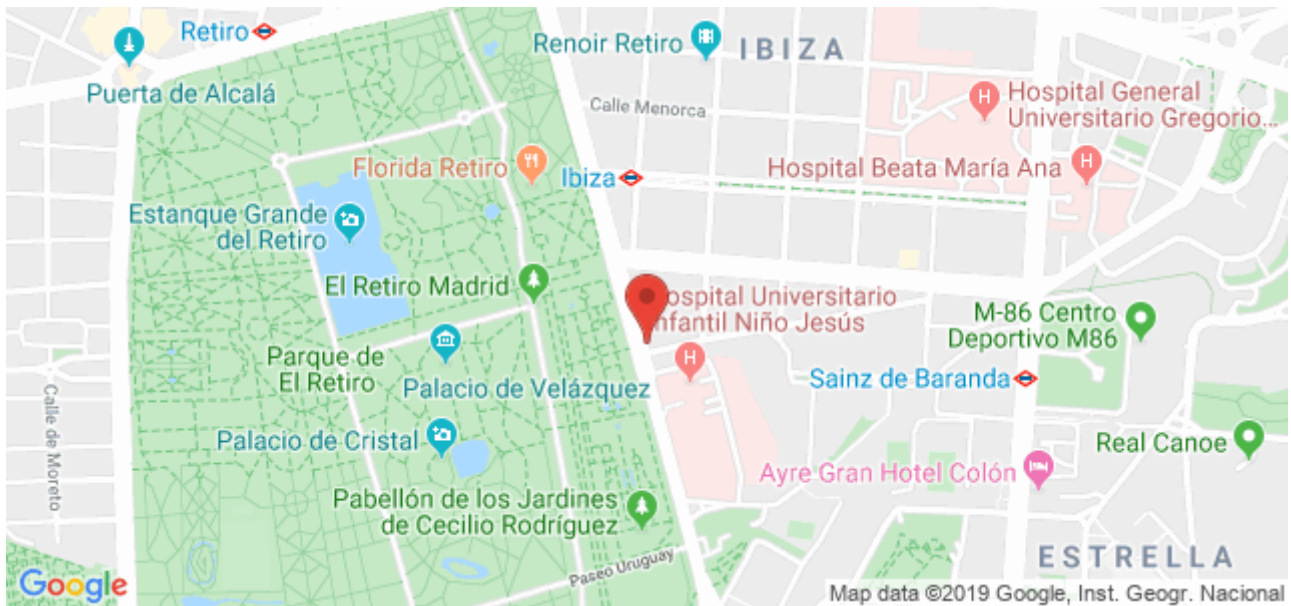 Retiro
Puerta de Alcalá
Renoir Retiro
IBIZA
Calle Menorca
Hospital General
Universitario Gregorio...
Florida Retiro
Ibiza
Hospital Beata María Ana
Estanque Grande
del Retiro
El Retiro Madrid
ospital Universitario
nfantil Niño Jesús
M-86 Centro
Deportivo M86
Parque de
El Retiro
Palacio de Velázquez
Sainz de Baranda
Calle de Moreto
Palacio de Cristal
Real Canoe
Ayre Gran Hotel Colón
Pabellón de los Jardines
de Cecilio Rodríguez
Paseo Uruguay
ESTRELLA
Google
Map data ©2019 Google, Inst. Geogr. Nacional
H
H
H